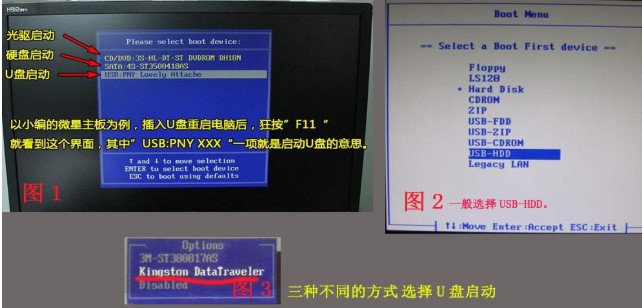 H92w+
光驱启动
硬盘启动
U盘启动
Please select boot device:
CD/DVD:3S-HL-DT-ST DVDROM DH18N
SATA:4S-ST3500418AS
USB:PNY Lovely Attache
以小编的微星主板为例，插入U盘重启电脑后，狂按”F11 “
就看到这个界面，其中”USB:PNY XXX “一项就是启动U盘的意思。
↑ and ↓ to move selection
ENTER to select boot device
ESC to boot using defaults
图 1
Boot Menu
== Select a Boot First device ==
Floppy
LS120
• Hard Disk
CDROM
ZIP
USB-FDD
USB-ZIP
USB-CDROM
USB-HDD
Legacy LAN
图 2 一般选择 USB-HDD。
↑↓:Move Enter:Accept ESC:Exit
Options
3M-ST380817AS
Kingston DataTraveler
Disabled
图 3
三种不同的方式 选择 U 盘启动